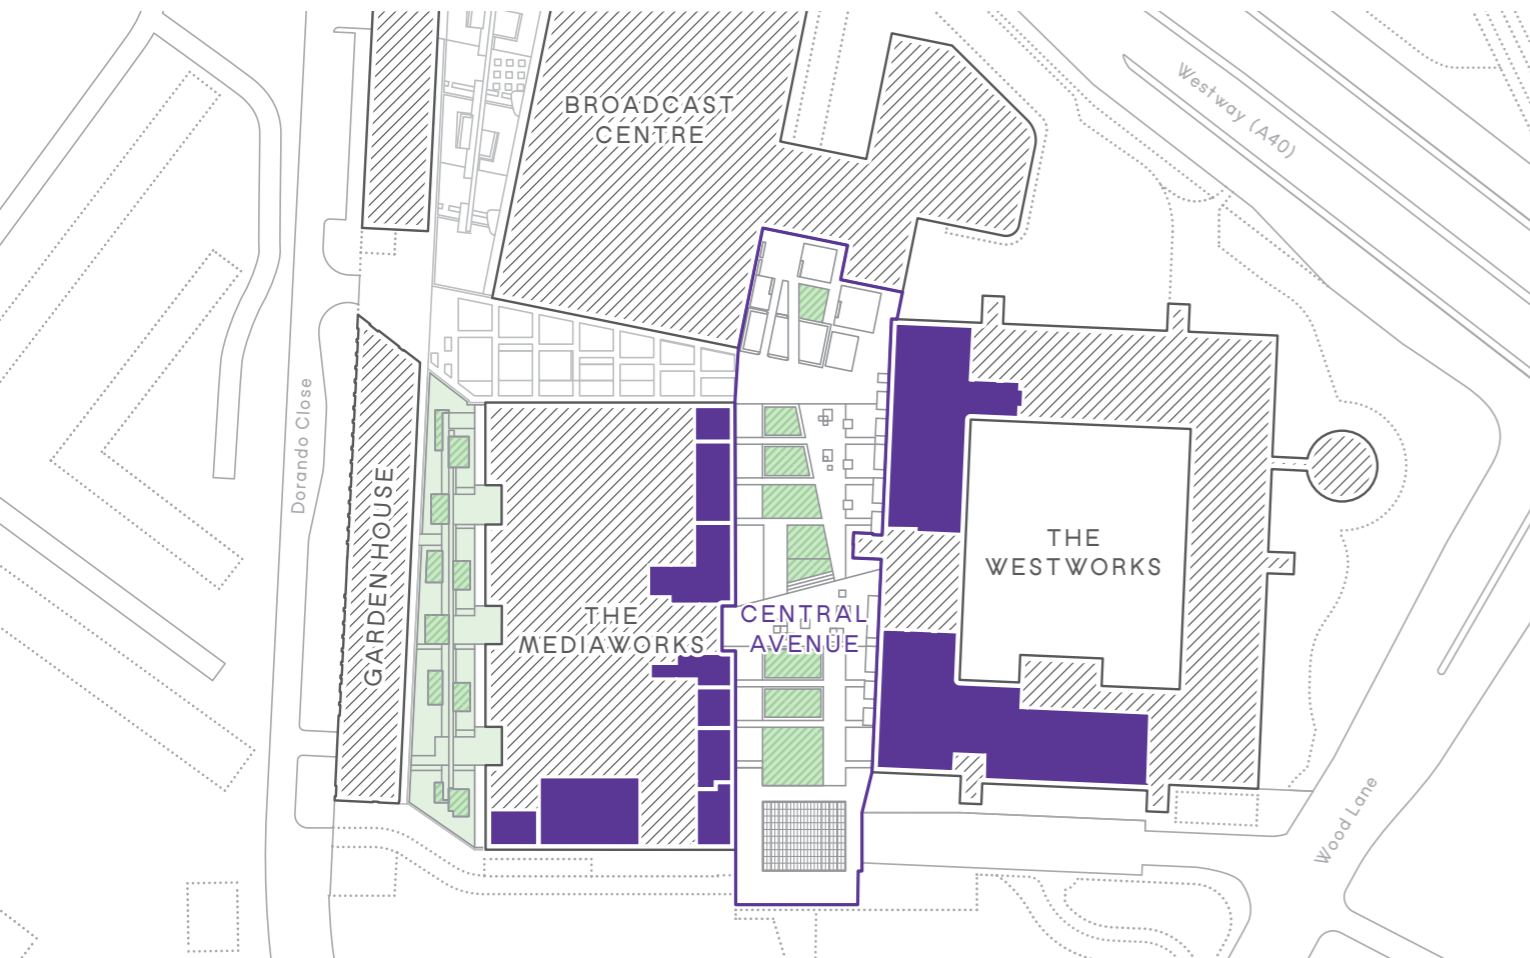 BROADCAST
CENTRE
Westway (A40)
Dorando Close
GARDEN HOUSE
THE
MEDIAWORKS
CENTRAL
AVENUE
THE
WESTWORKS
Wood Lane